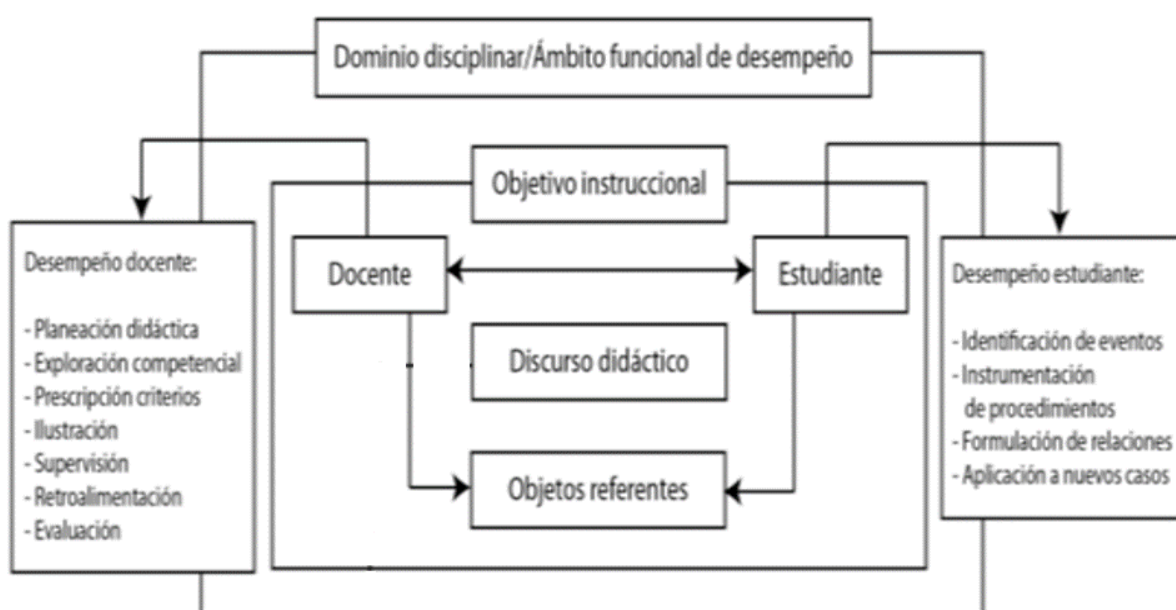 Dominio disciplinar/Ámbito funcional de desempeño
Objetivo instruccional
Desempeño docente:
- Planeación didáctica
- Exploración competencial
- Prescripción criterios
- Ilustración
- Supervisión
- Retroalimentación
- Evaluación
Docente
Estudiante
Discurso didáctico
Objetos referentes
Desempeño estudiante:
- Identificación de eventos
- Instrumentación
de procedimientos
- Formulación de relaciones
- Aplicación a nuevos casos